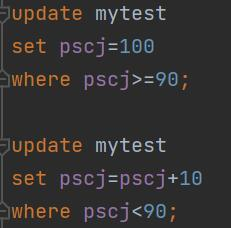 update mytest
set pscj=100
where pscj>=90;
update mytest
set pscj=pscj+10
where pscj<90;